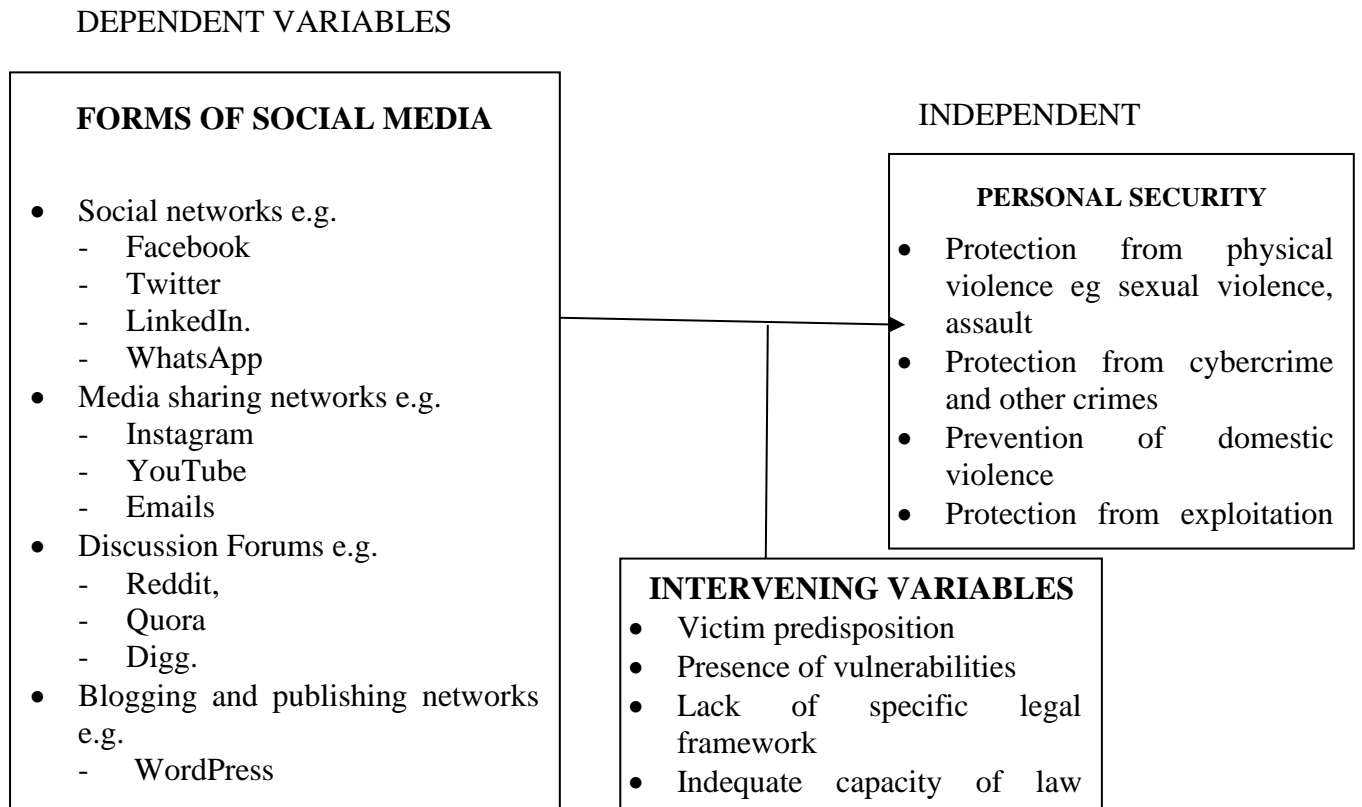 DEPENDENT VARIABLES
FORMS OF SOCIAL MEDIA
• Social networks e.g.
- Facebook
- Twitter
- LinkedIn.
- WhatsApp
• Media sharing networks e.g.
- Instagram
- YouTube
- Emails
• Discussion Forums e.g.
- Reddit,
- Quora
- Digg.
• Blogging and publishing networks
e.g.
- WordPress
INDEPENDENT
PERSONAL SECURITY
• Protection from physical
violence eg sexual violence,
assault
• Protection from cybercrime
and other crimes
• Prevention of domestic
violence
• Protection from exploitation
INTERVENING VARIABLES
• Victim predisposition
• Presence of vulnerabilities
• Lack of specific legal
framework
• Indequate capacity of law